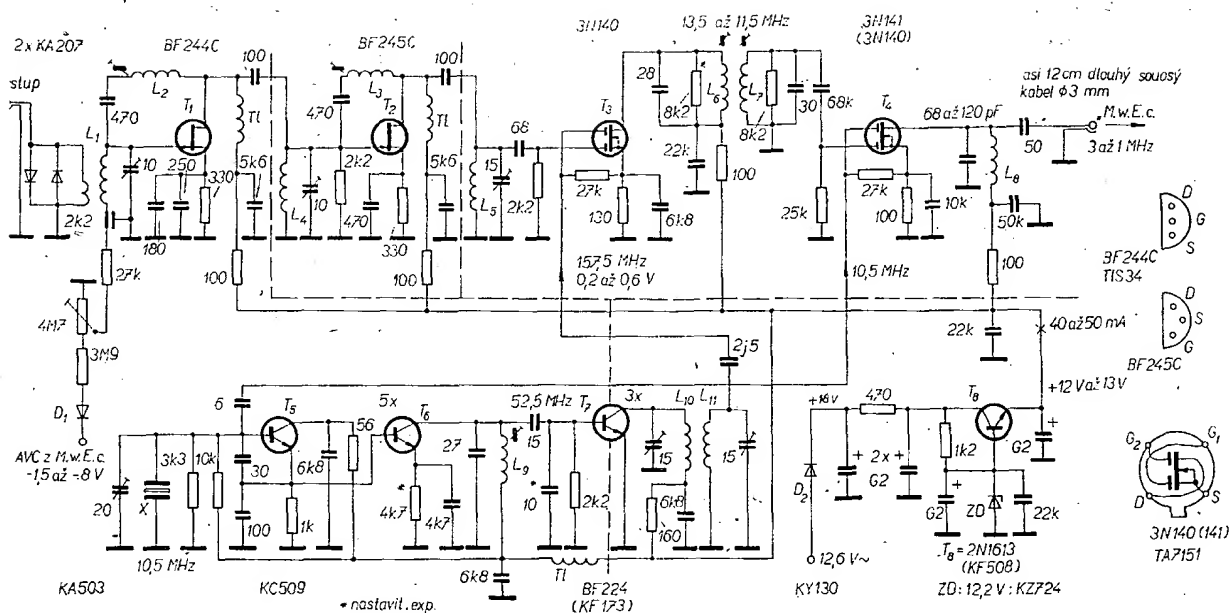 2x KA207
BF244C
BF245C
3N140
13,5 až 11,5 MHz
3N141
(3N140)
stup
L2
470
T1
100
Tl
L1
10
250
330
180
2k2
27k
5k6
100
L3
470
T2
100
Tl
L4
10
2k2
470
330
5k6
100
L5
15
68
2k2
T3
27k
130
6k8
28
8k2
L6
22k
100
L7
8k2
30
68k
25k
T4
27k
100
10k
68 až 120 pF
L8
50
50k
100
22k
asi 12 cm dlouhý souosý
kabel ϕ 3 mm
M.w.E.c.
3 až 1 MHz
157,5 MHz
0,2 až 0,6 V
10,5 MHz
40 až 50 mA
+12 V až 13 V
D
G
S
BF244C
TIS34
D
S
G
BF245C
4M7
3M9
D1
AVC z M.w.E.c.
-1,5 až -8 V
20
X
3k3
10k
6
30
100
10,5 MHz
T5
1k
6k8
56
5x
T6
4k7
4k7
27
L9
6k8
Tl
52,5 MHz
15
10
2k2
T7
3x
15
L10
L11
15
2j5
6k8
160
+16V
D2
12,6 V~
470
G2
2x
G2
1k2
T8
G2
ZD
22k
G2
G2
G1
D
S
3N140 (141)
TA7151
KA503
KC509
* nastavit. exp.
BF224
(KF173)
KY130
T8 = 2N1613
(KF508)
ZD: 12,2 V: KZ724